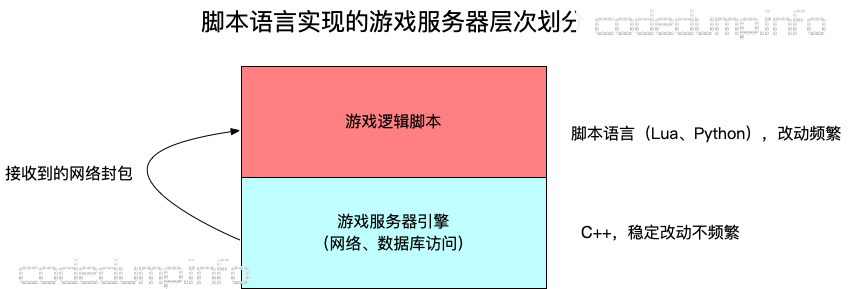 脚本语言实现的游戏服务器层次划分
codedump.info
游戏逻辑脚本
脚本语言（Lua、Python），改动频繁
接收到的网络封包
游戏服务器引擎
（网络、数据库访问）
C++，稳定改动不频繁
codedump.info